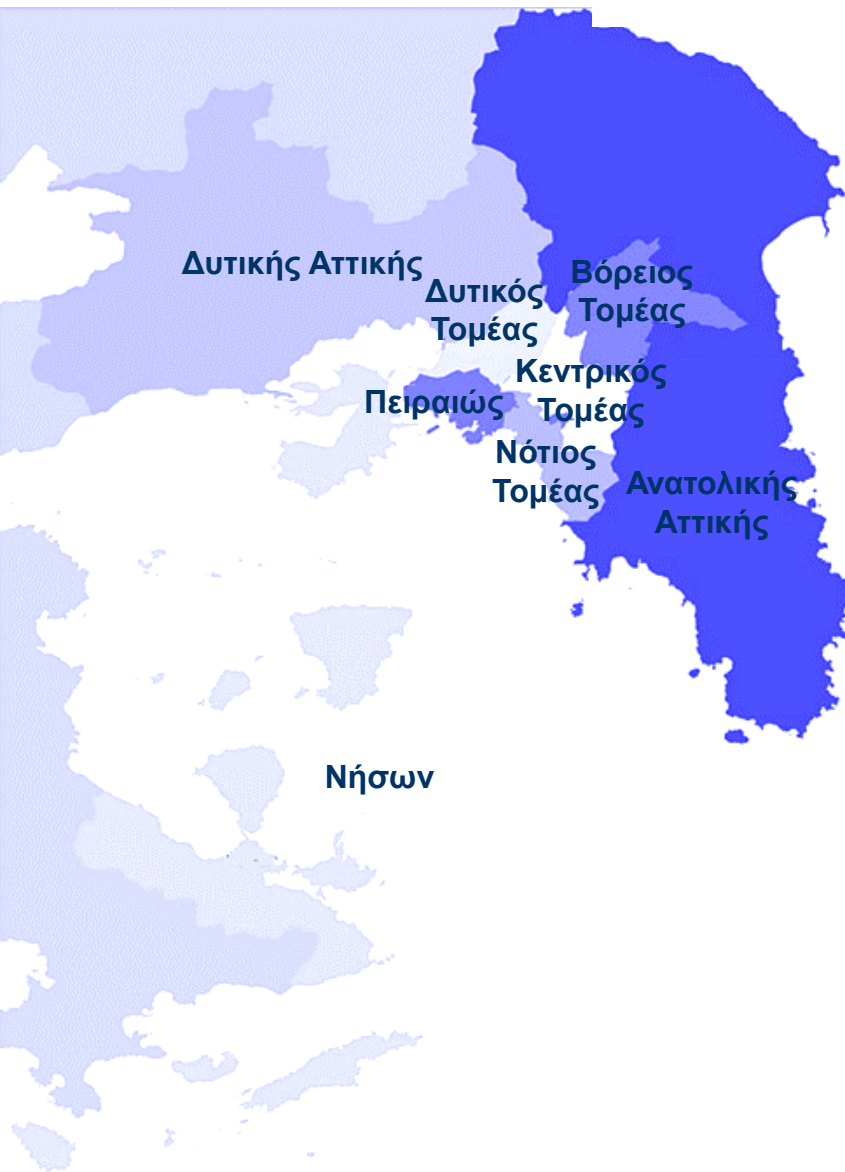 Δυτικής Αττικής
Βόρειος
Τομέας
Δυτικός
Τομέας
Κεντρικός
Τομέας
Πειραιώς
Νότιος
Τομέας
Ανατολικής
Αττικής
Νήσων